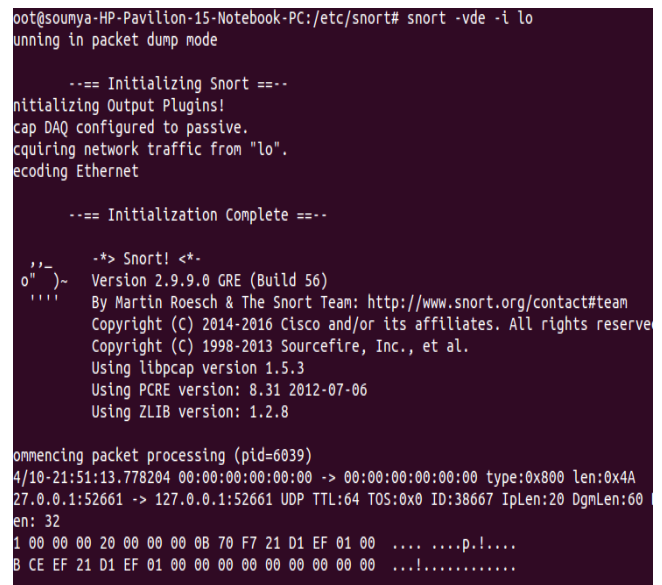 oot@soumya-HP-Pavilion-15-Notebook-PC:/etc/snort# snort -vde -i lo
unning in packet dump mode
--== Initializing Snort ==--
nitializing Output Plugins!
cap DAQ configured to passive.
cquiring network traffic from "lo".
ecoding Ethernet
--== Initialization Complete ==--
,,_ -*> Snort! <*-
o" )~ Version 2.9.9.0 GRE (Build 56)
'''' By Martin Roesch & The Snort Team: http://www.snort.org/contact#team
Copyright (C) 2014-2016 Cisco and/or its affiliates. All rights reserve
Copyright (C) 1998-2013 Sourcefire, Inc., et al.
Using libpcap version 1.5.3
Using PCRE version: 8.31 2012-07-06
Using ZLIB version: 1.2.8
ommencing packet processing (pid=6039)
4/10-21:51:13.778204 00:00:00:00:00:00 -> 00:00:00:00:00:00 type:0x800 len:0x4A
27.0.0.1:52661 -> 127.0.0.1:52661 UDP TTL:64 TOS:0x0 ID:38667 IpLen:20 DgmLen:60
en: 32
1 00 00 00 20 00 00 00 0B 70 F7 21 D1 EF 01 00 .... ....p.!....
B CE EF 21 D1 EF 01 00 00 00 00 00 00 00 00 00 ...!............